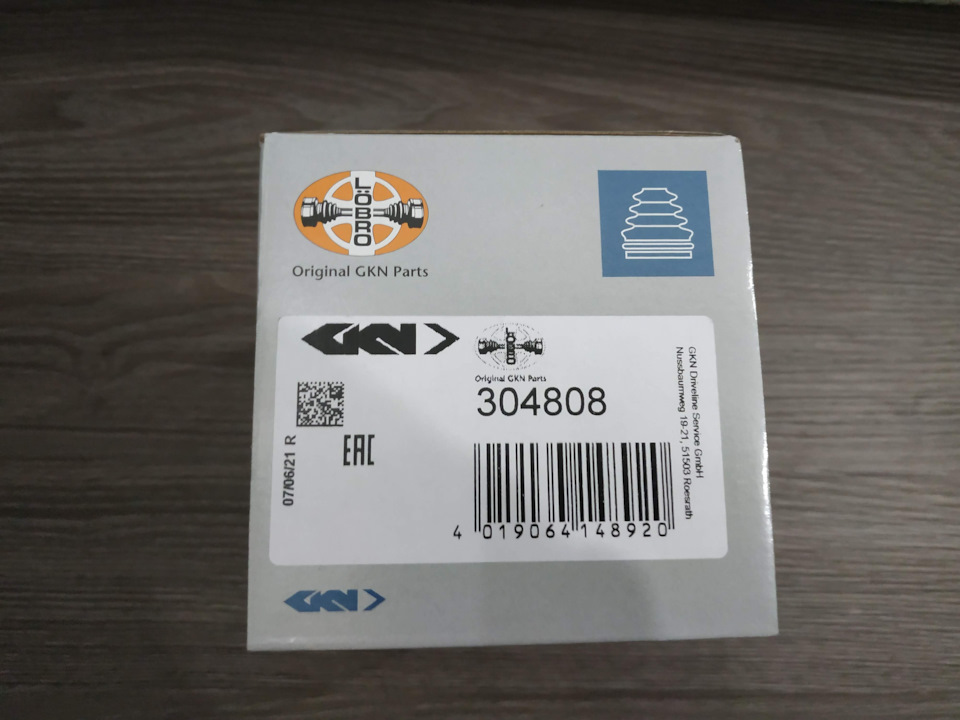 LÖBRO
Original GKN Parts
GKN
LÖBRO
Original GKN Parts
304808
07/06/21 R
EAC
4 019064 148920
GKN Driveline Service GmbH
Nussbaumweg 19-21, 51503 Roesrath
GKN